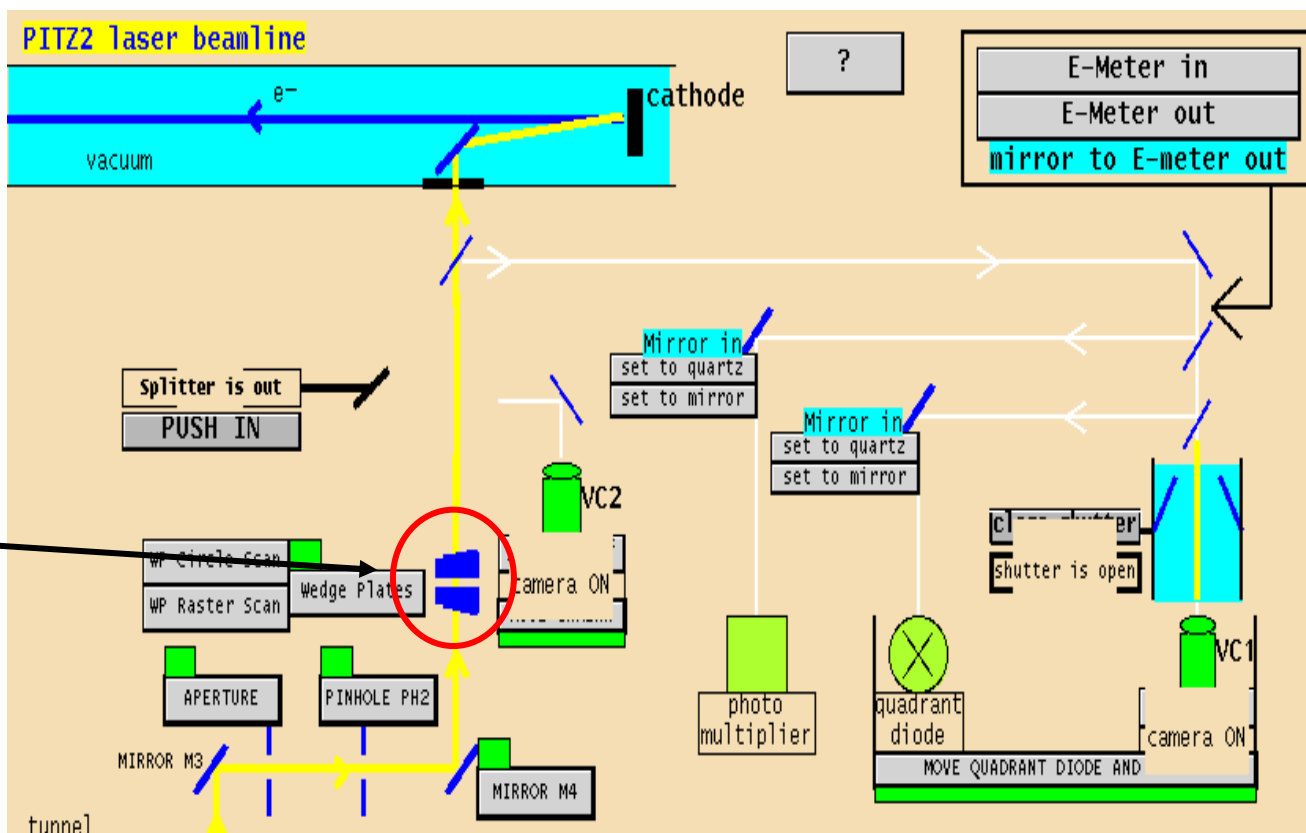 PITZ2 laser beamline
e-
cathode
vacuum
?
E-Meter in
E-Meter out
mirror to E-meter out
Mirror in
set to quartz
set to mirror
Mirror in
set to quartz
set to mirror
Splitter is out
PUSH IN
VC2
camera ON
WP Circle Scan
WP Raster Scan
Wedge Plates
shutter
shutter is open
VC1
camera ON
APERTURE
PINHOLE PH2
MIRROR M3
MIRROR M4
photo
multiplier
quadrant
diode
MOVE QUADRANT DIODE AND
tunnel